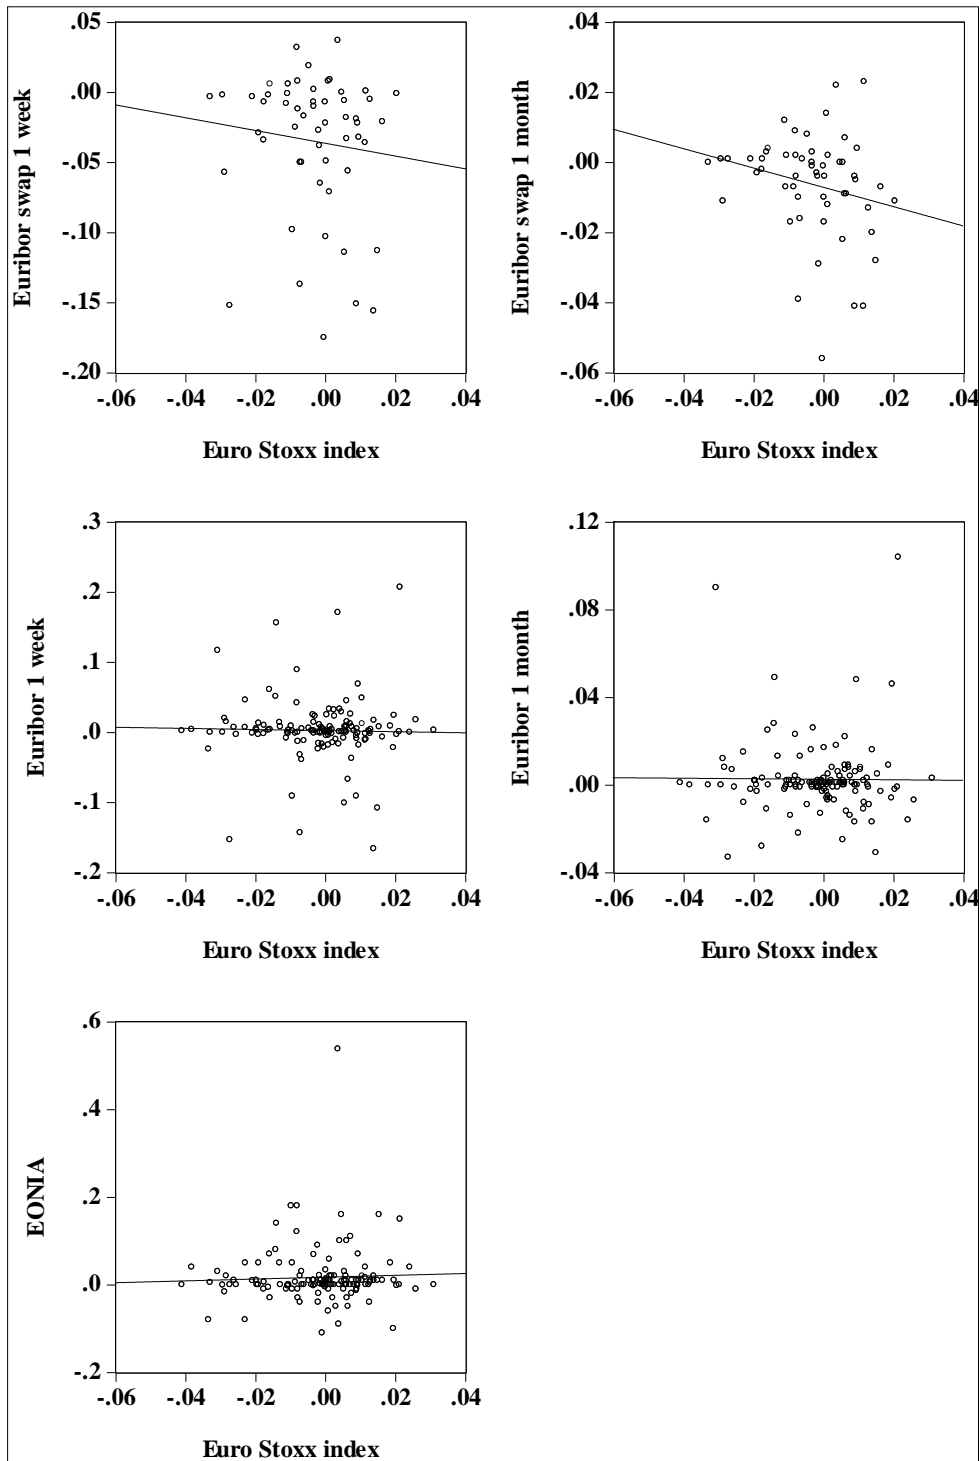 .05
.00
-.05
-.10
-.15
-.20
-.06 -.04 -.02 .00 .02 .04
Euribor swap 1 week
Euro Stoxx index
.04
.02
.00
-.02
-.04
-.06
-.06 -.04 -.02 .00 .02 .04
Euribor swap 1 month
Euro Stoxx index
.3
.2
.1
.0
-.1
-.2
-.06 -.04 -.02 .00 .02 .04
Euribor 1 week
Euro Stoxx index
.12
.08
.04
.00
-.04
-.06 -.04 -.02 .00 .02 .04
Euribor 1 month
Euro Stoxx index
.6
.4
.2
.0
-.2
-.06 -.04 -.02 .00 .02 .04
EONIA
Euro Stoxx index